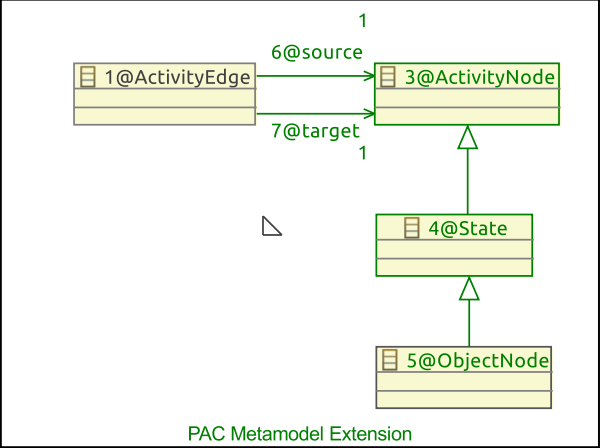 1
6@source
1@ActivityEdge
3@ActivityNode
7@target
1
4@State
5@ObjectNode
PAC Metamodel Extension